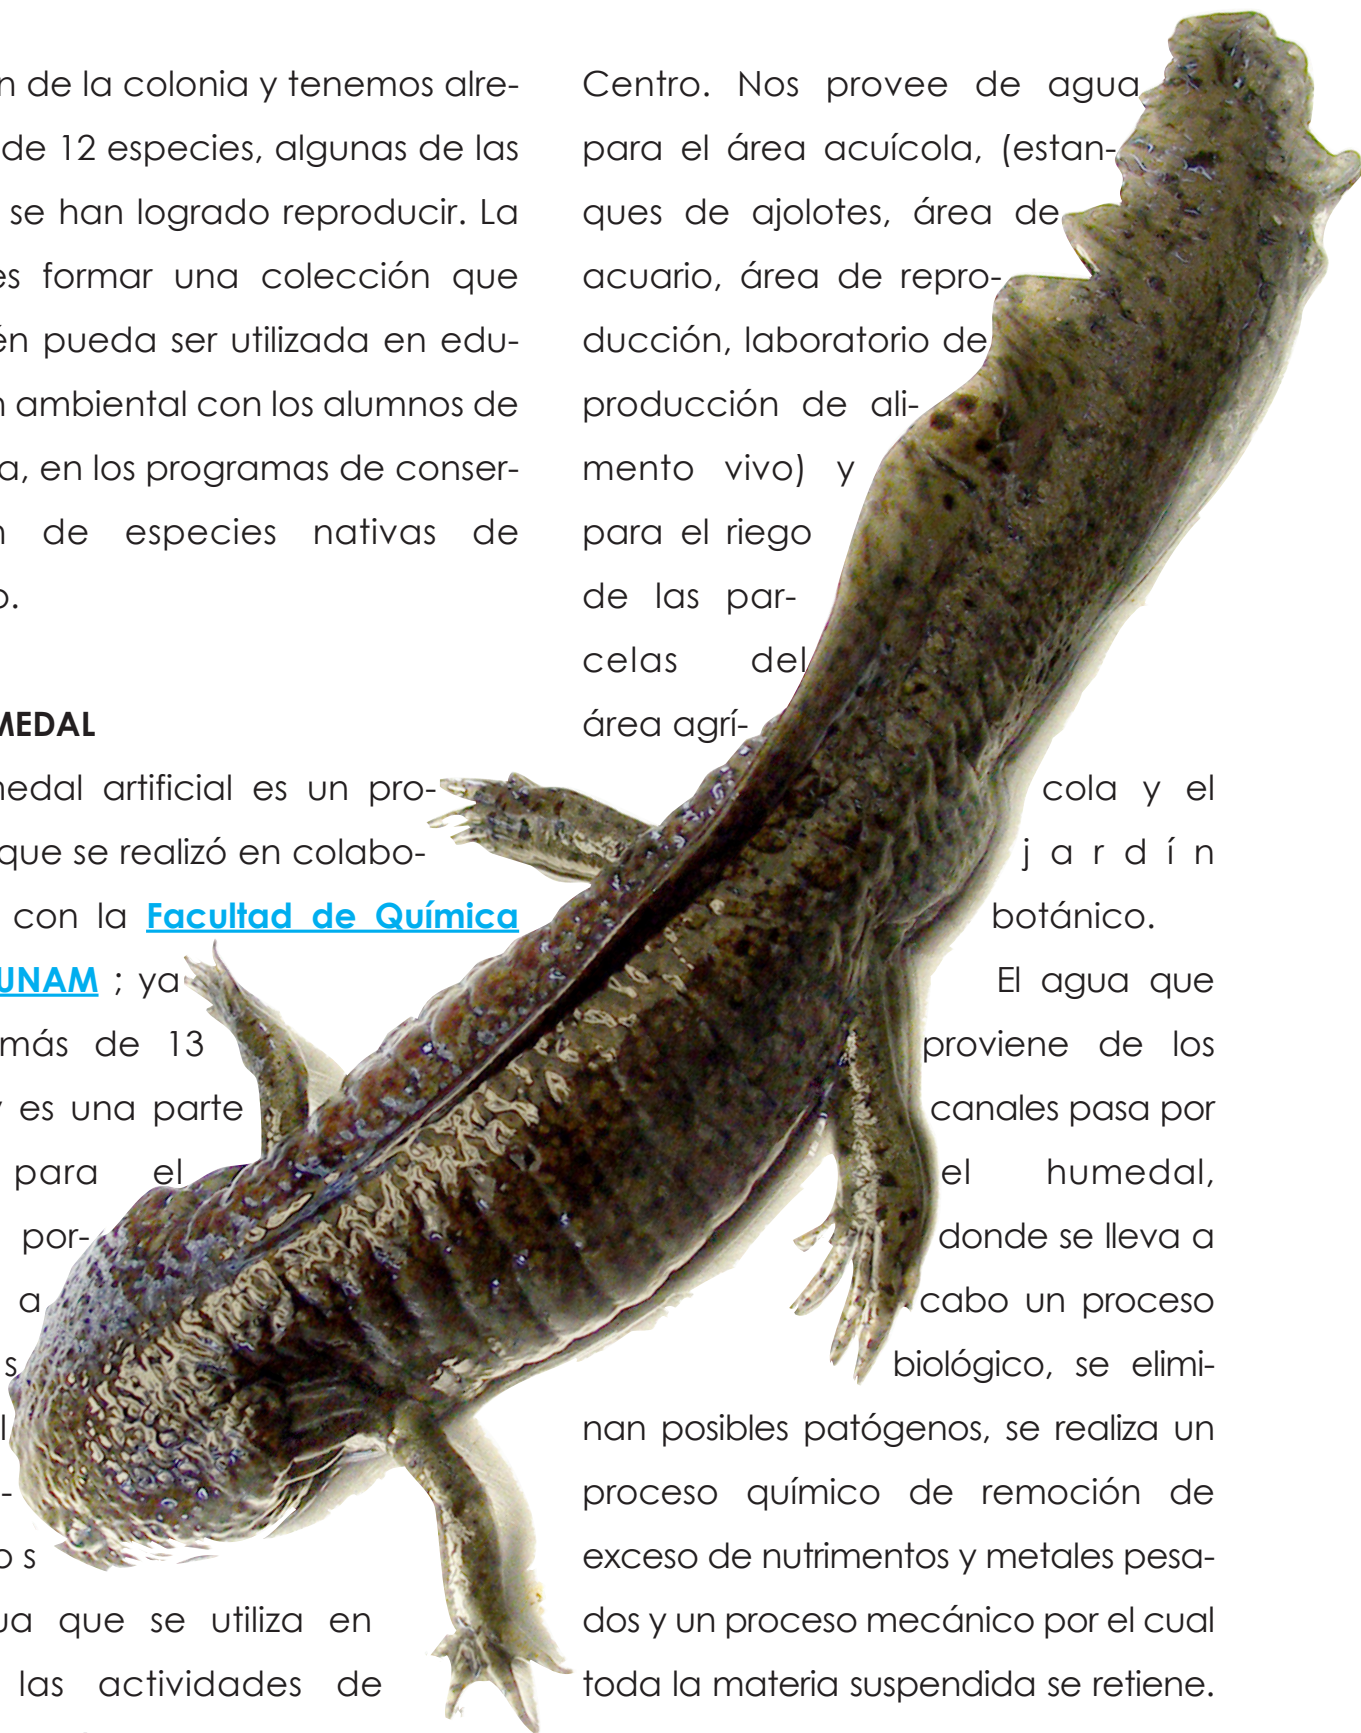 n de la colonia y tenemos alre-
de 12 especies, algunas de las
se han logrado reproducir. La
es formar una colección que
én pueda ser utilizada en edu-
n ambiental con los alumnos de
a, en los programas de conser-
n de especies nativas de
o.
MEDAL
medal artificial es un pro-
que se realizó en colabo-
con la Facultad de Química
UNAM ; ya
más de 13
y es una parte
para el
por-
a
s
l
-
o s
ua que se utiliza en
las actividades de
Centro. Nos provee de agua
para el área acuícola, (estan-
ques de ajolotes, área de
acuario, área de repro-
ducción, laboratorio de
producción de ali-
mento vivo) y
para el riego
de las par-
celas del
área agrí-
cola y el
jardín
botánico.
El agua que
proviene de los
canales pasa por
el humedal,
donde se lleva a
cabo un proceso
biológico, se elimi-
nan posibles patógenos, se realiza un
proceso químico de remoción de
exceso de nutrimentos y metales pesa-
dos y un proceso mecánico por el cual
toda la materia suspendida se retiene.